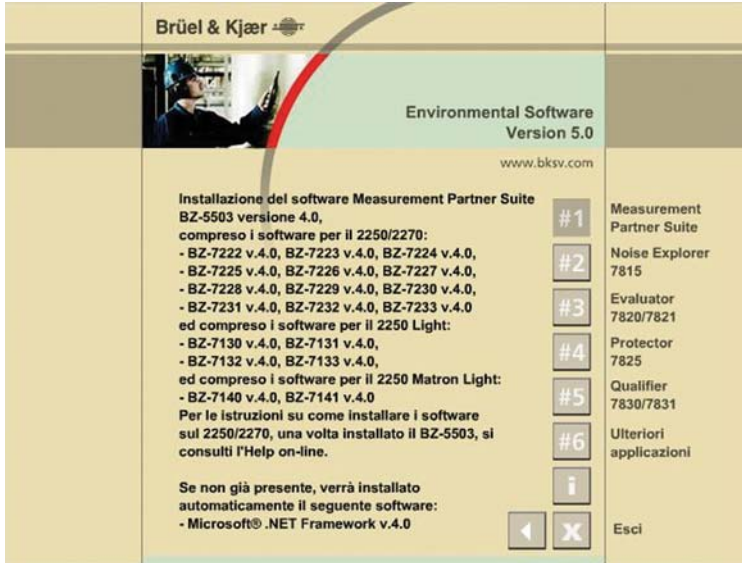 Brüel & Kjær
Environmental Software
Version 5.0
www.bksv.com
Installazione del software Measurement Partner Suite
BZ-5503 versione 4.0,
compreso i software per il 2250/2270:
- BZ-7222 v.4.0, BZ-7223 v.4.0, BZ-7224 v.4.0,
- BZ-7225 v.4.0, BZ-7226 v.4.0, BZ-7227 v.4.0,
- BZ-7228 v.4.0, BZ-7229 v.4.0, BZ-7230 v.4.0,
- BZ-7231 v.4.0, BZ-7232 v.4.0, BZ-7233 v.4.0
ed compreso i software per il 2250 Light:
- BZ-7130 v.4.0, BZ-7131 v.4.0,
- BZ-7132 v.4.0, BZ-7133 v.4.0,
ed compreso i software per il 2250 Matron Light:
- BZ-7140 v.4.0, BZ-7141 v.4.0
Per le istruzioni su come installare i software
sul 2250/2270, una volta installato il BZ-5503, si
consulti l'Help on-line.
Se non già presente, verrà installato
automaticamente il seguente software:
- Microsoft® .NET Framework v.4.0
#1 Measurement
Partner Suite
#2 Noise Explorer
7815
#3 Evaluator
7820/7821
#4 Protector
7825
#5 Qualifier
7830/7831
#6 Ulteriori
applicazioni
i
X Esci